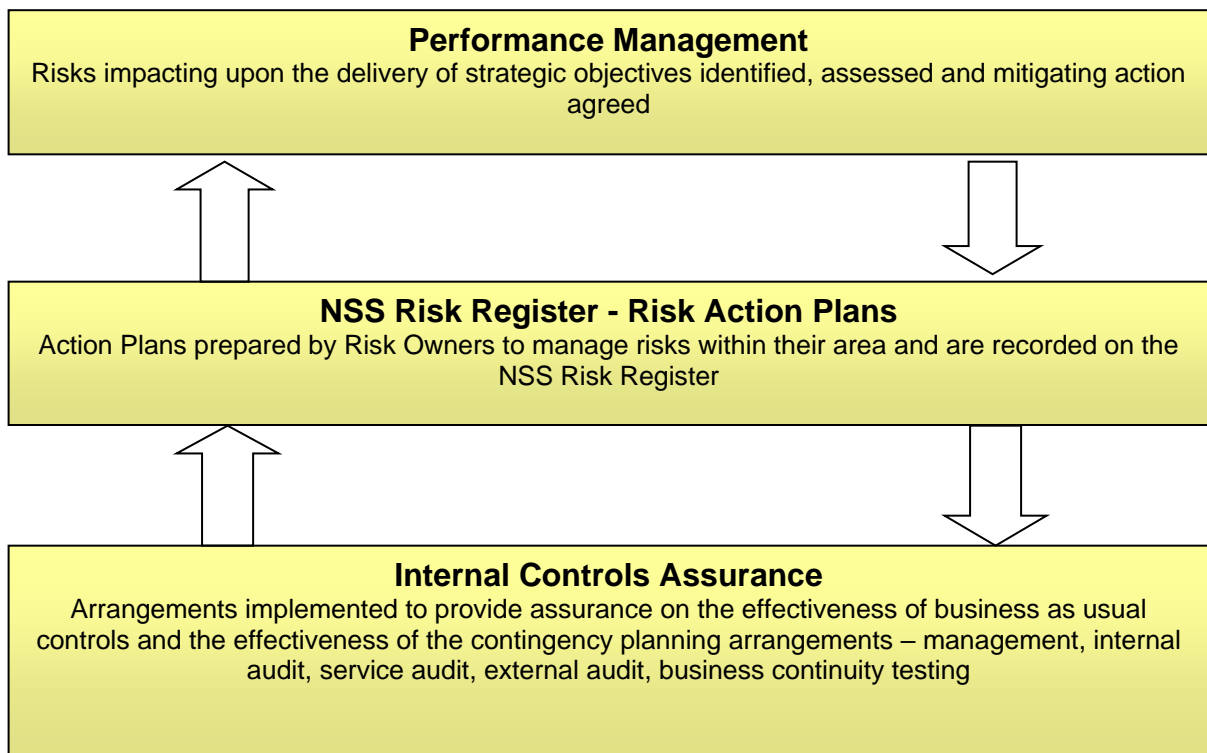 Performance Management
Risks impacting upon the delivery of strategic objectives identified, assessed and mitigating action
agreed
NSS Risk Register - Risk Action Plans
Action Plans prepared by Risk Owners to manage risks within their area and are recorded on the
NSS Risk Register
Internal Controls Assurance
Arrangements implemented to provide assurance on the effectiveness of business as usual
controls and the effectiveness of the contingency planning arrangements – management, internal
audit, service audit, external audit, business continuity testing